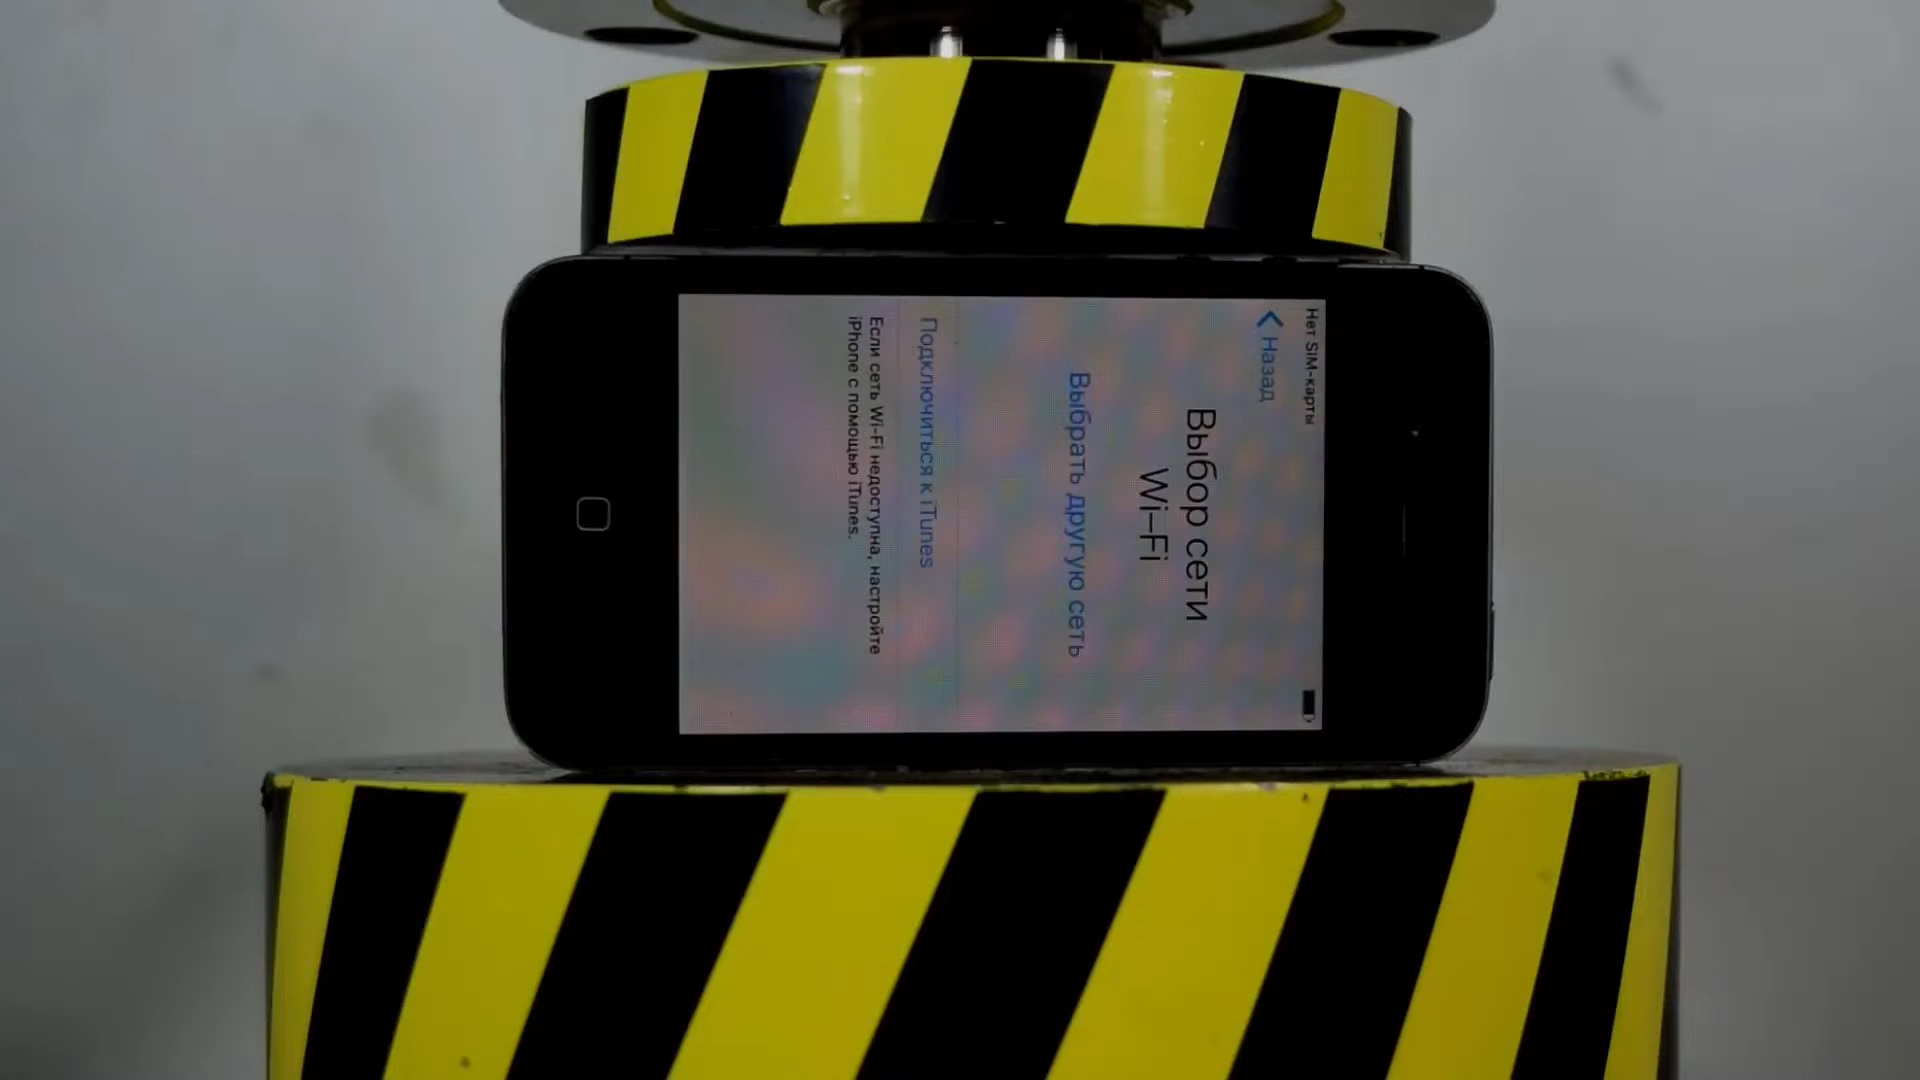 Нет SIM-карты
Назад
Выбор сети
Wi-Fi
Выбрать другую сеть
Подключиться к iTunes
Если сеть Wi-Fi недоступна, настройте
iPhone с помощью iTunes.